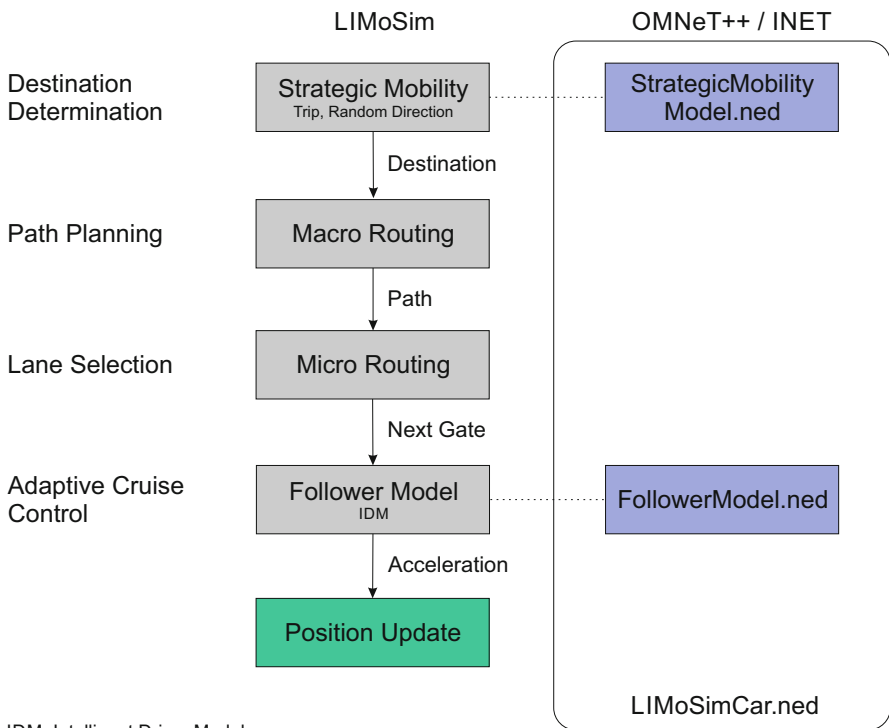 LIMoSim
OMNeT++ / INET
Destination
Determination
Strategic Mobility
Trip, Random Direction
StrategicMobility
Model.ned
Destination
Path Planning
Macro Routing
Path
Lane Selection
Micro Routing
Next Gate
Adaptive Cruise
Control
Follower Model
IDM
FollowerModel.ned
Acceleration
Position Update
LIMoSimCar.ned